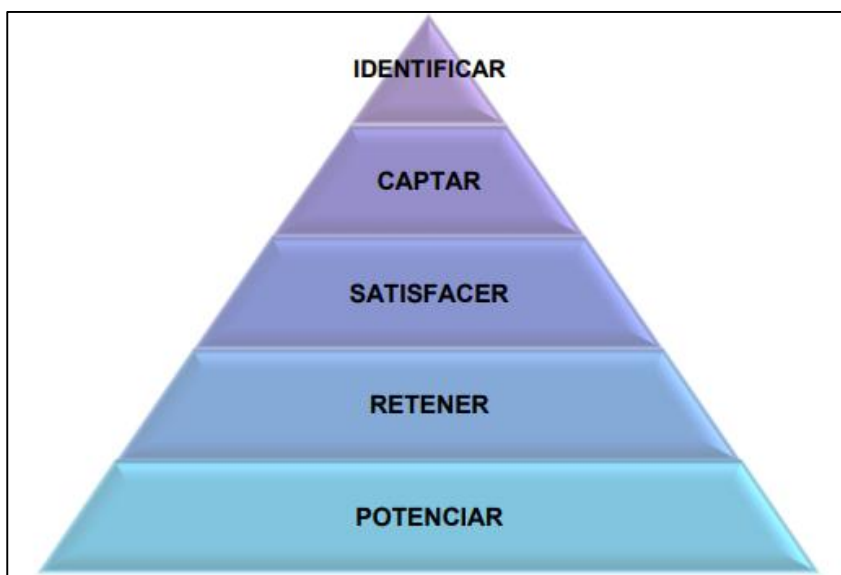 IDENTIFICAR
CAPTAR
SATISFACER
RETENER
POTENCIAR